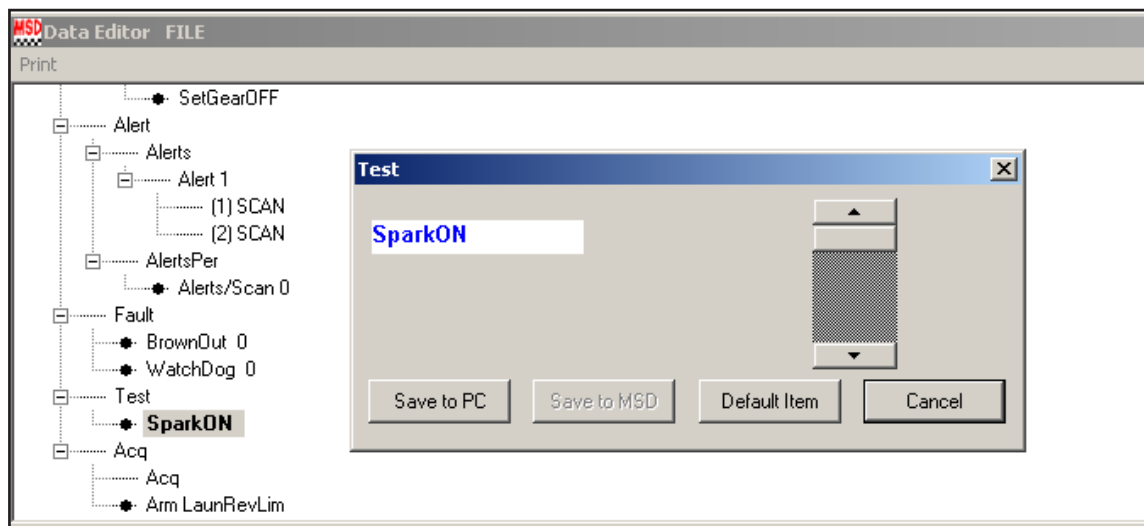 MSD Data Editor FILE
Print
SetGearOFF
Alert
Alerts
Alert 1
(1) SCAN
(2) SCAN
AlertsPer
Alerts/Scan 0
Fault
BrownOut 0
WatchDog 0
Test
SparkON
Acq
Acq
Arm LaunRevLim
Test
SparkON
Save to PC Save to MSD Default Item Cancel